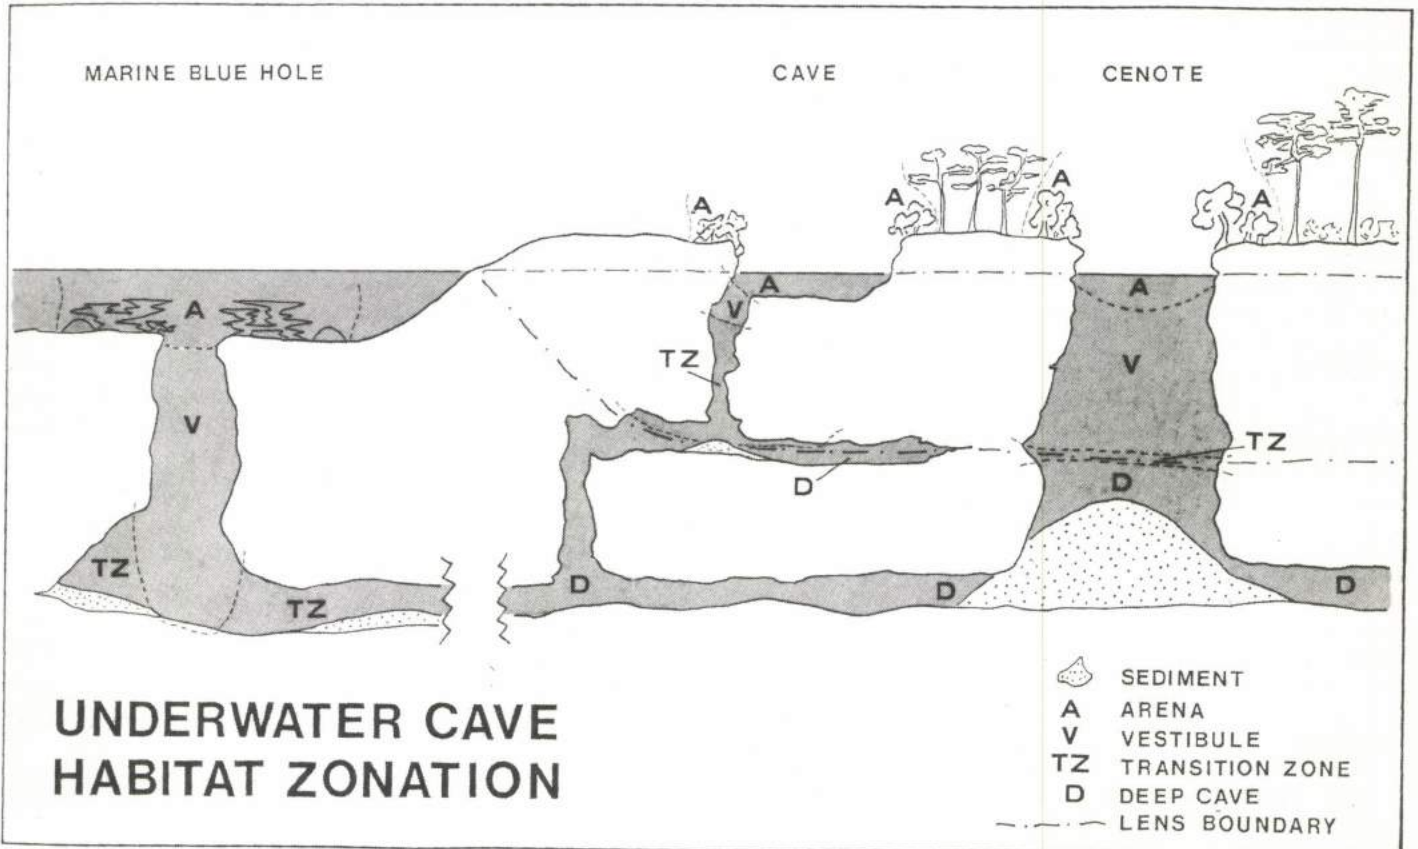 MARINE BLUE HOLE CAVE CENOTE
A A A A
A A A
V V
TZ TZ
V
D
D
TZ
TZ D D D
UNDERWATER CAVE
HABITAT ZONATION
SEDIMENT
A ARENA
V VESTIBULE
TZ TRANSITION ZONE
D DEEP CAVE
LENS BOUNDARY